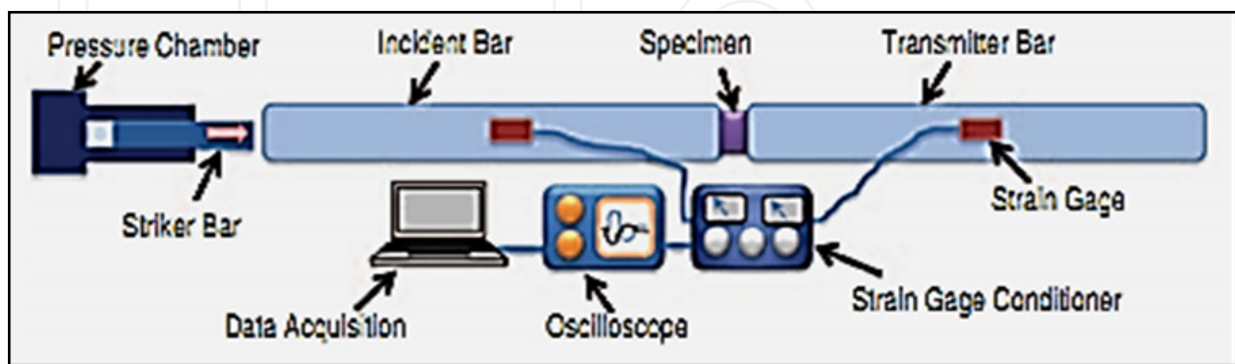 Pressure Chamber
Incident Bar
Specimen
Transmitter Bar
Striker Bar
Strain Gage
Data Acquisition
Oscilloscope
Strain Gage Conditioner